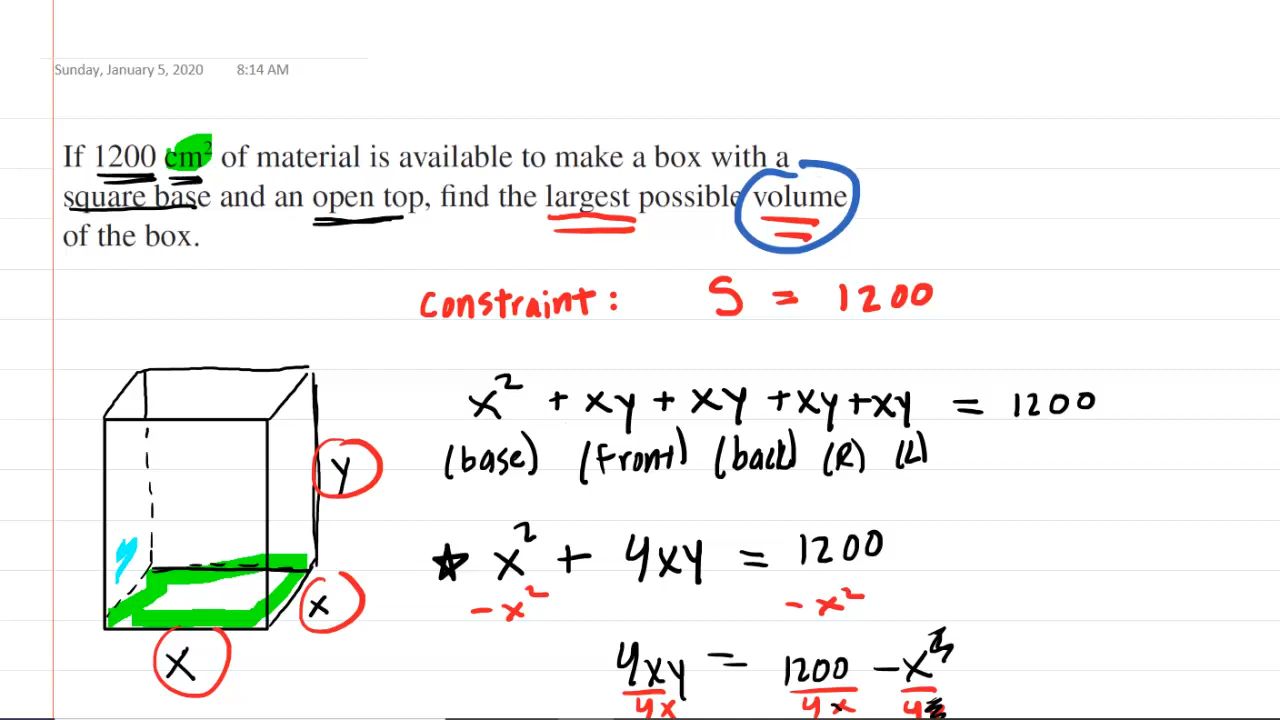 Sunday, January 5, 2020 8:14 AM
If 1200 cm² of material is available to make a box with a
square base and an open top, find the largest possible volume
of the box.
Constraint: S = 1200
x² + xy + xy + xy + xy = 1200
(base) (front) (back) (R) (L)
y
x² + 4xy = 1200
-x² -x²
x
x
4xy = 1200 -x
4x 4x 4